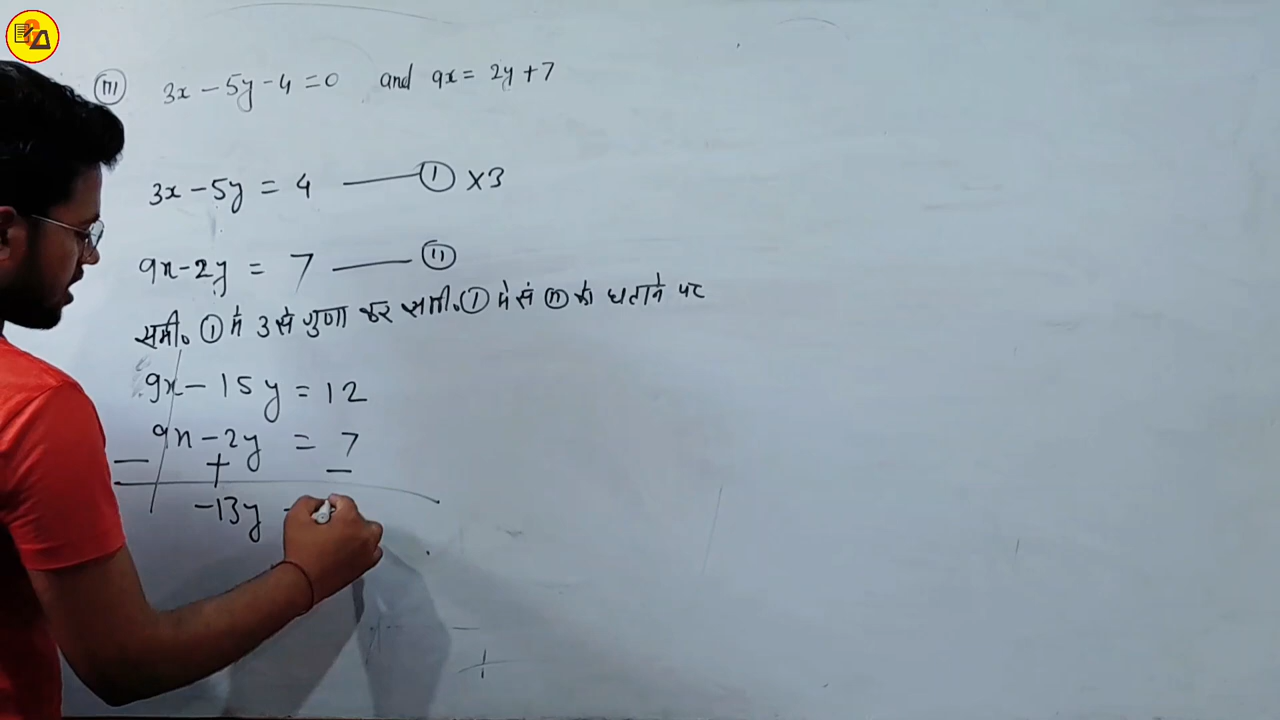 (III) 3x - 5y - 4 = 0 and 9x = 2y + 7
3x - 5y = 4 —— (I) ×3
9x - 2y = 7 —— (II)
समी० (I) में 3 से गुणा कर समी० (I) में से (II) को घटाने पर
9x - 15y = 12
9x - 2y = 7
- + -
-13y